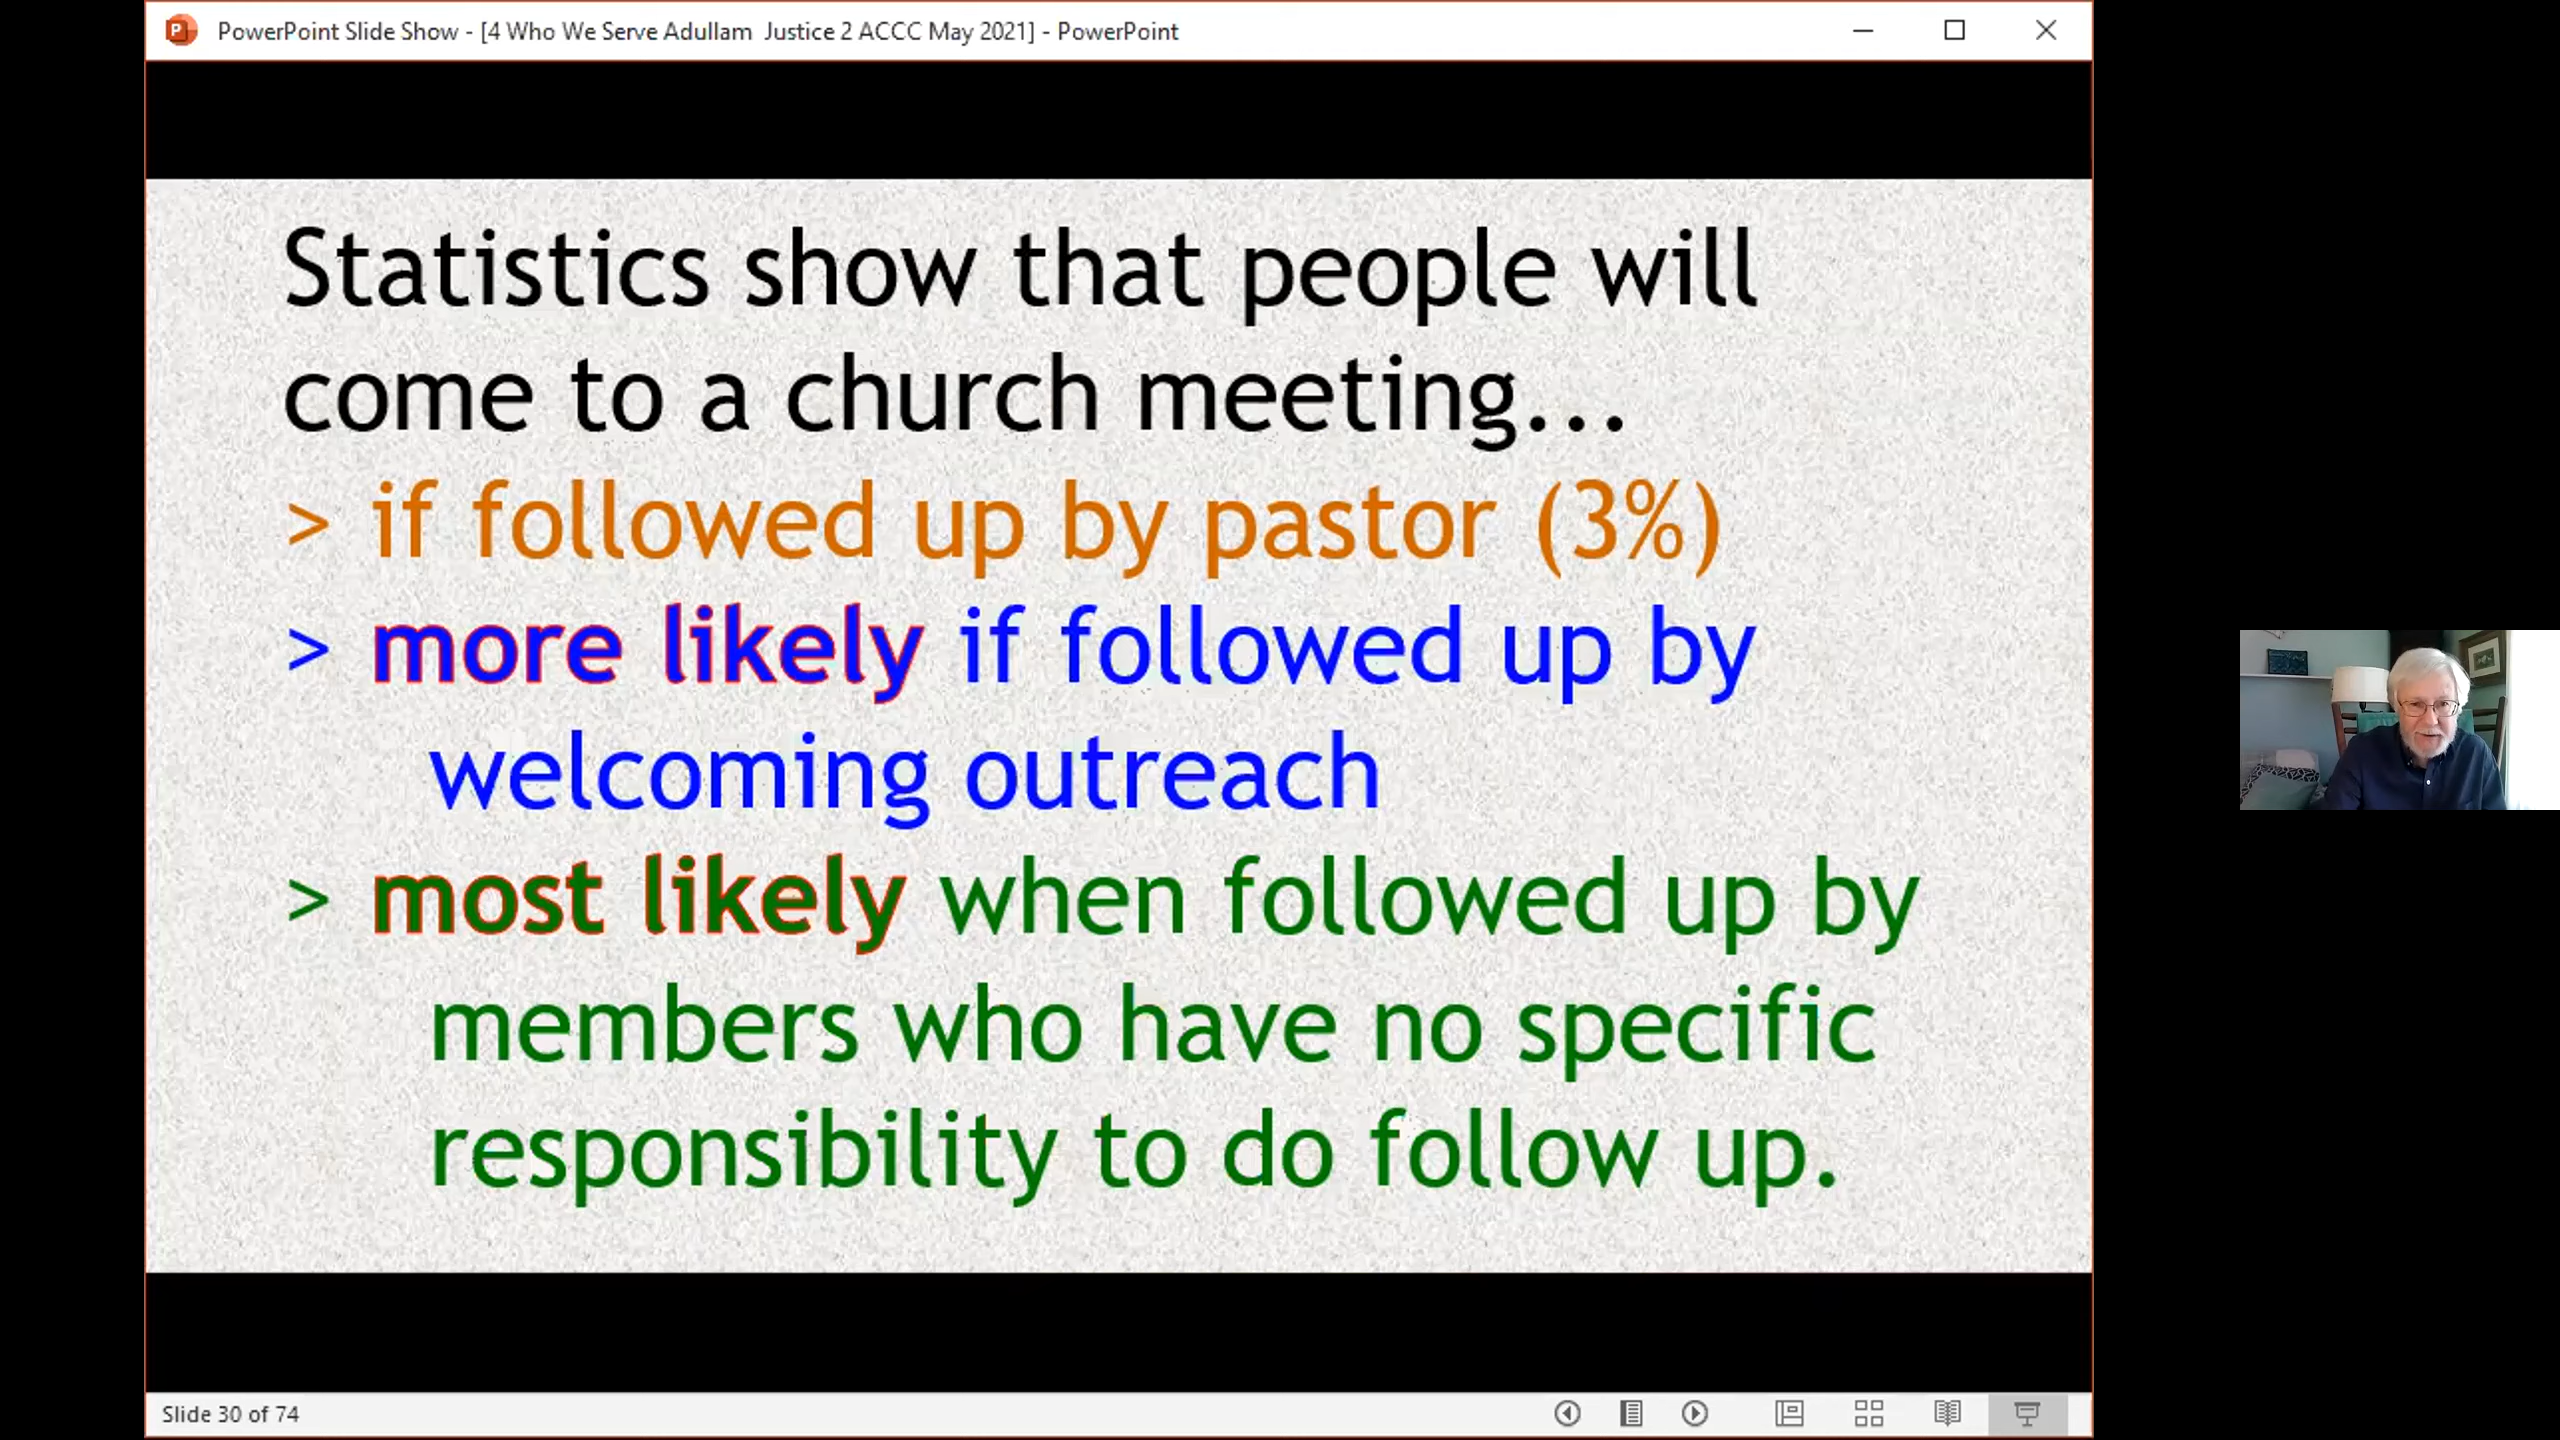 PowerPoint Slide Show - [4 Who We Serve Adullam  Justice 2 ACCC May 2021] - PowerPoint
Statistics show that people will
come to a church meeting...
> if followed up by pastor (3%)
> more likely if followed up by
welcoming outreach
> most likely when followed up by
members who have no specific
responsibility to do follow up.
Slide 30 of 74